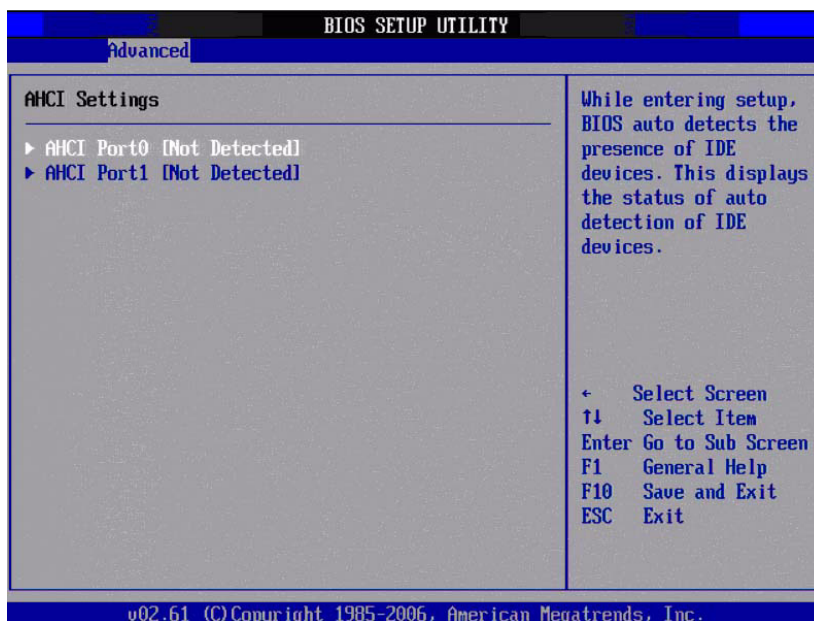 BIOS SETUP UTILITY
Advanced
AHCI Settings
▶ AHCI Port0 [Not Detected]
▶ AHCI Port1 [Not Detected]
While entering setup,
BIOS auto detects the
presence of IDE
devices. This displays
the status of auto
detection of IDE
devices.
← Select Screen
↑↓ Select Item
Enter Go to Sub Screen
F1 General Help
F10 Save and Exit
ESC Exit
v02.61 (C)Copyright 1985-2006, American Megatrends, Inc.